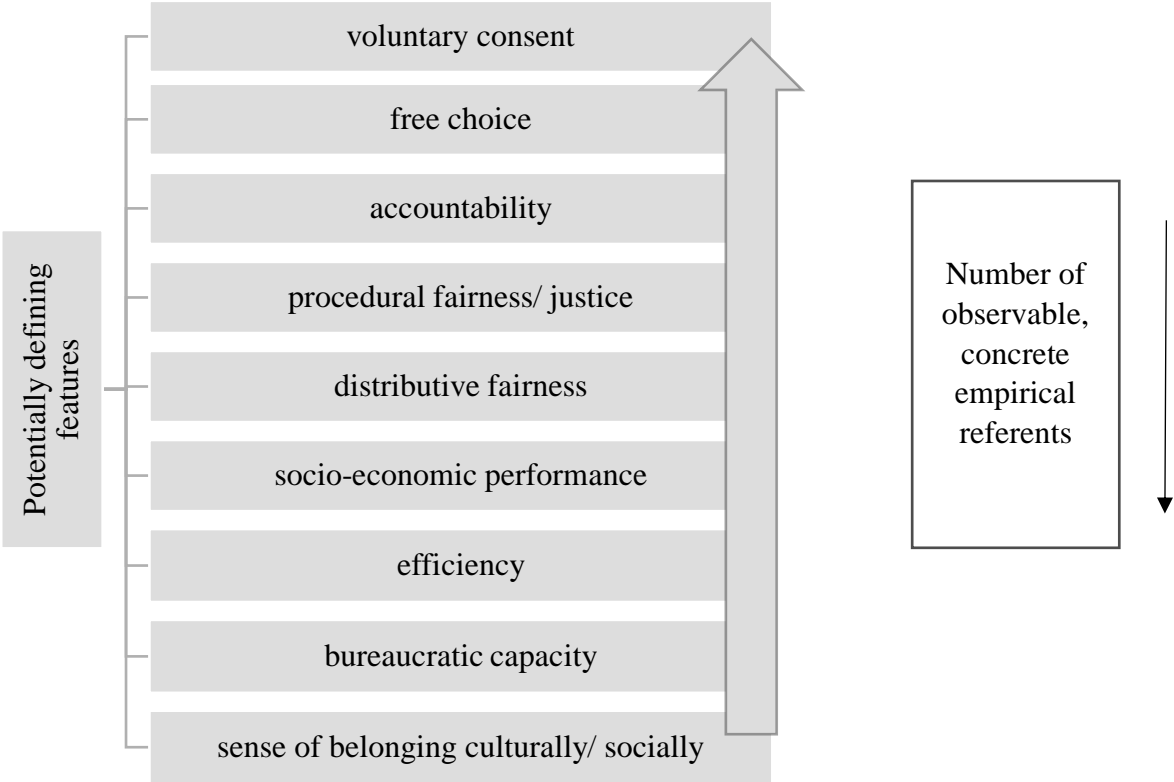 voluntary consent
free choice
accountability
procedural fairness/ justice
distributive fairness
socio-economic performance
efficiency
bureaucratic capacity
sense of belonging culturally/ socially
Potentially defining
features
Number of
observable,
concrete
empirical
referents